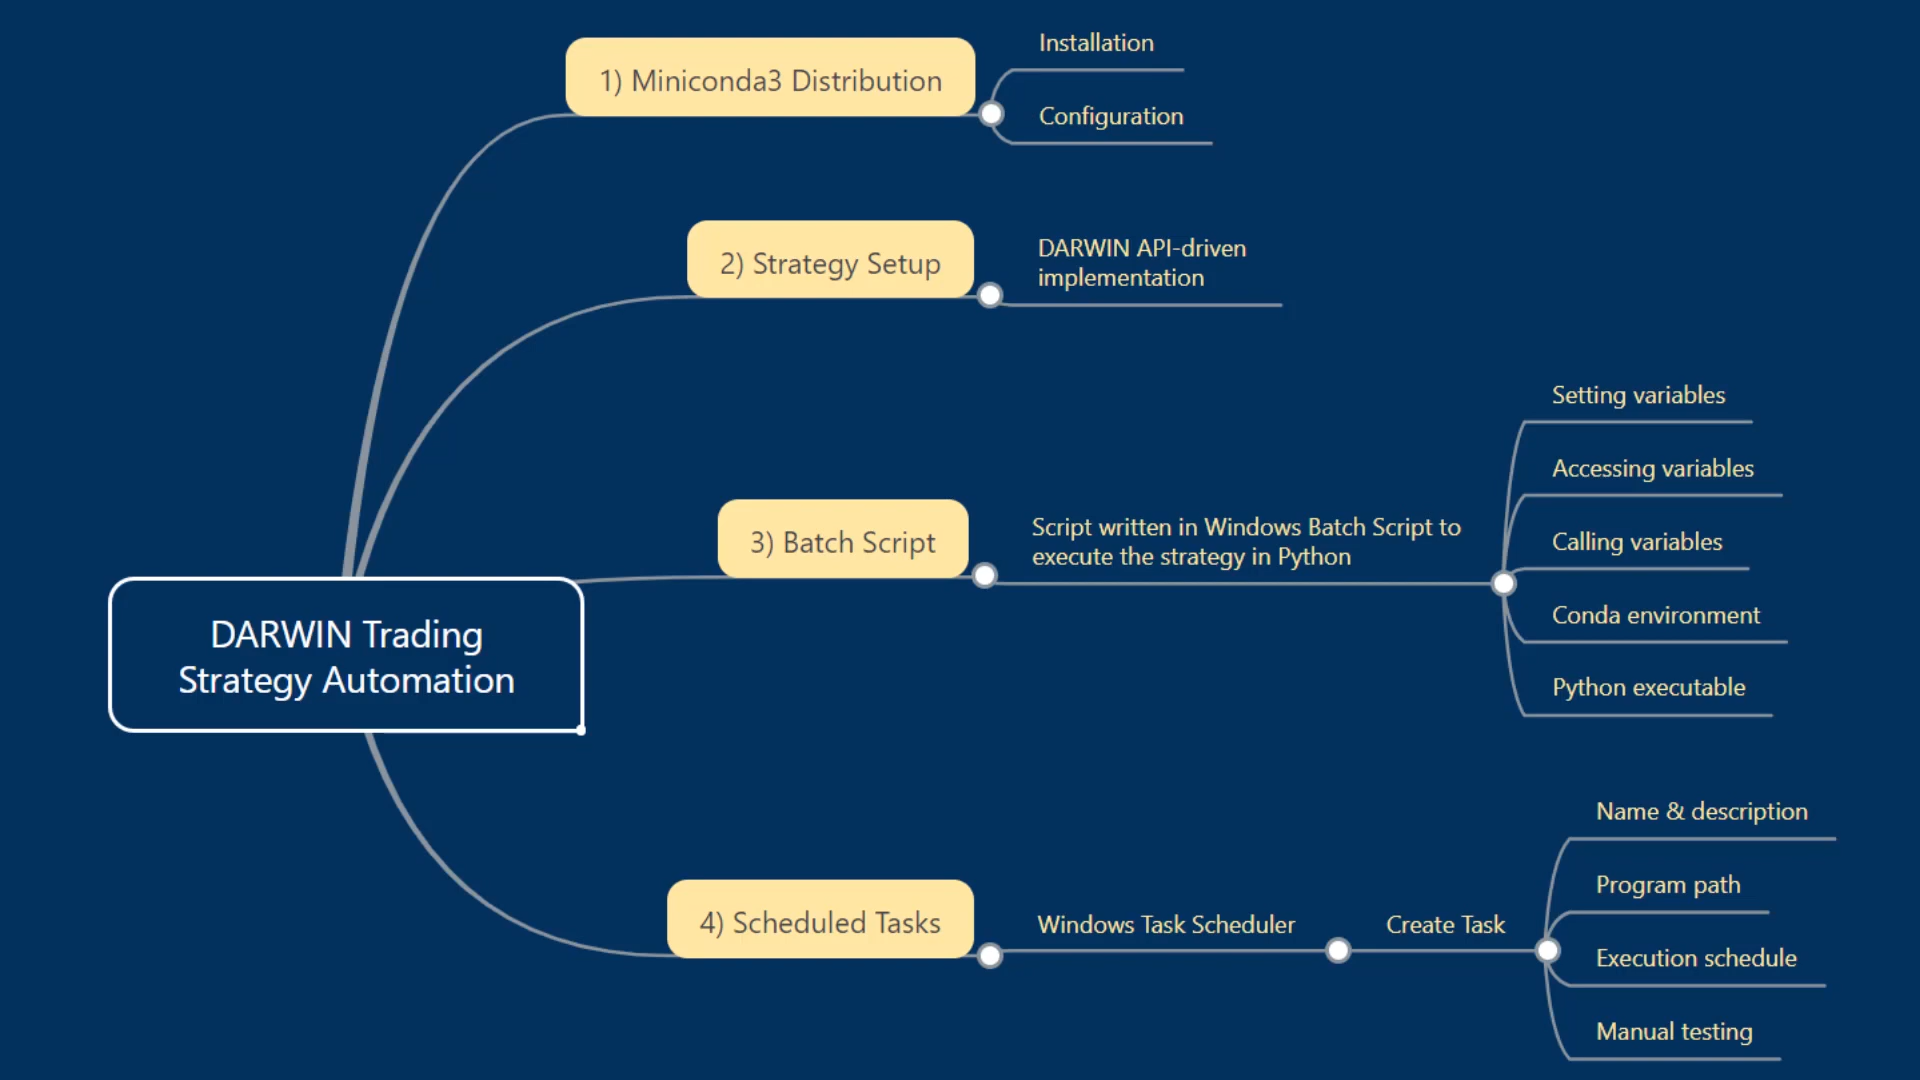 1) Miniconda3 Distribution
Installation
Configuration
2) Strategy Setup
DARWIN API-driven
implementation
3) Batch Script
Script written in Windows Batch Script to
execute the strategy in Python
Setting variables
Accessing variables
Calling variables
Conda environment
Python executable
DARWIN Trading
Strategy Automation
4) Scheduled Tasks
Windows Task Scheduler
Create Task
Name & description
Program path
Execution schedule
Manual testing